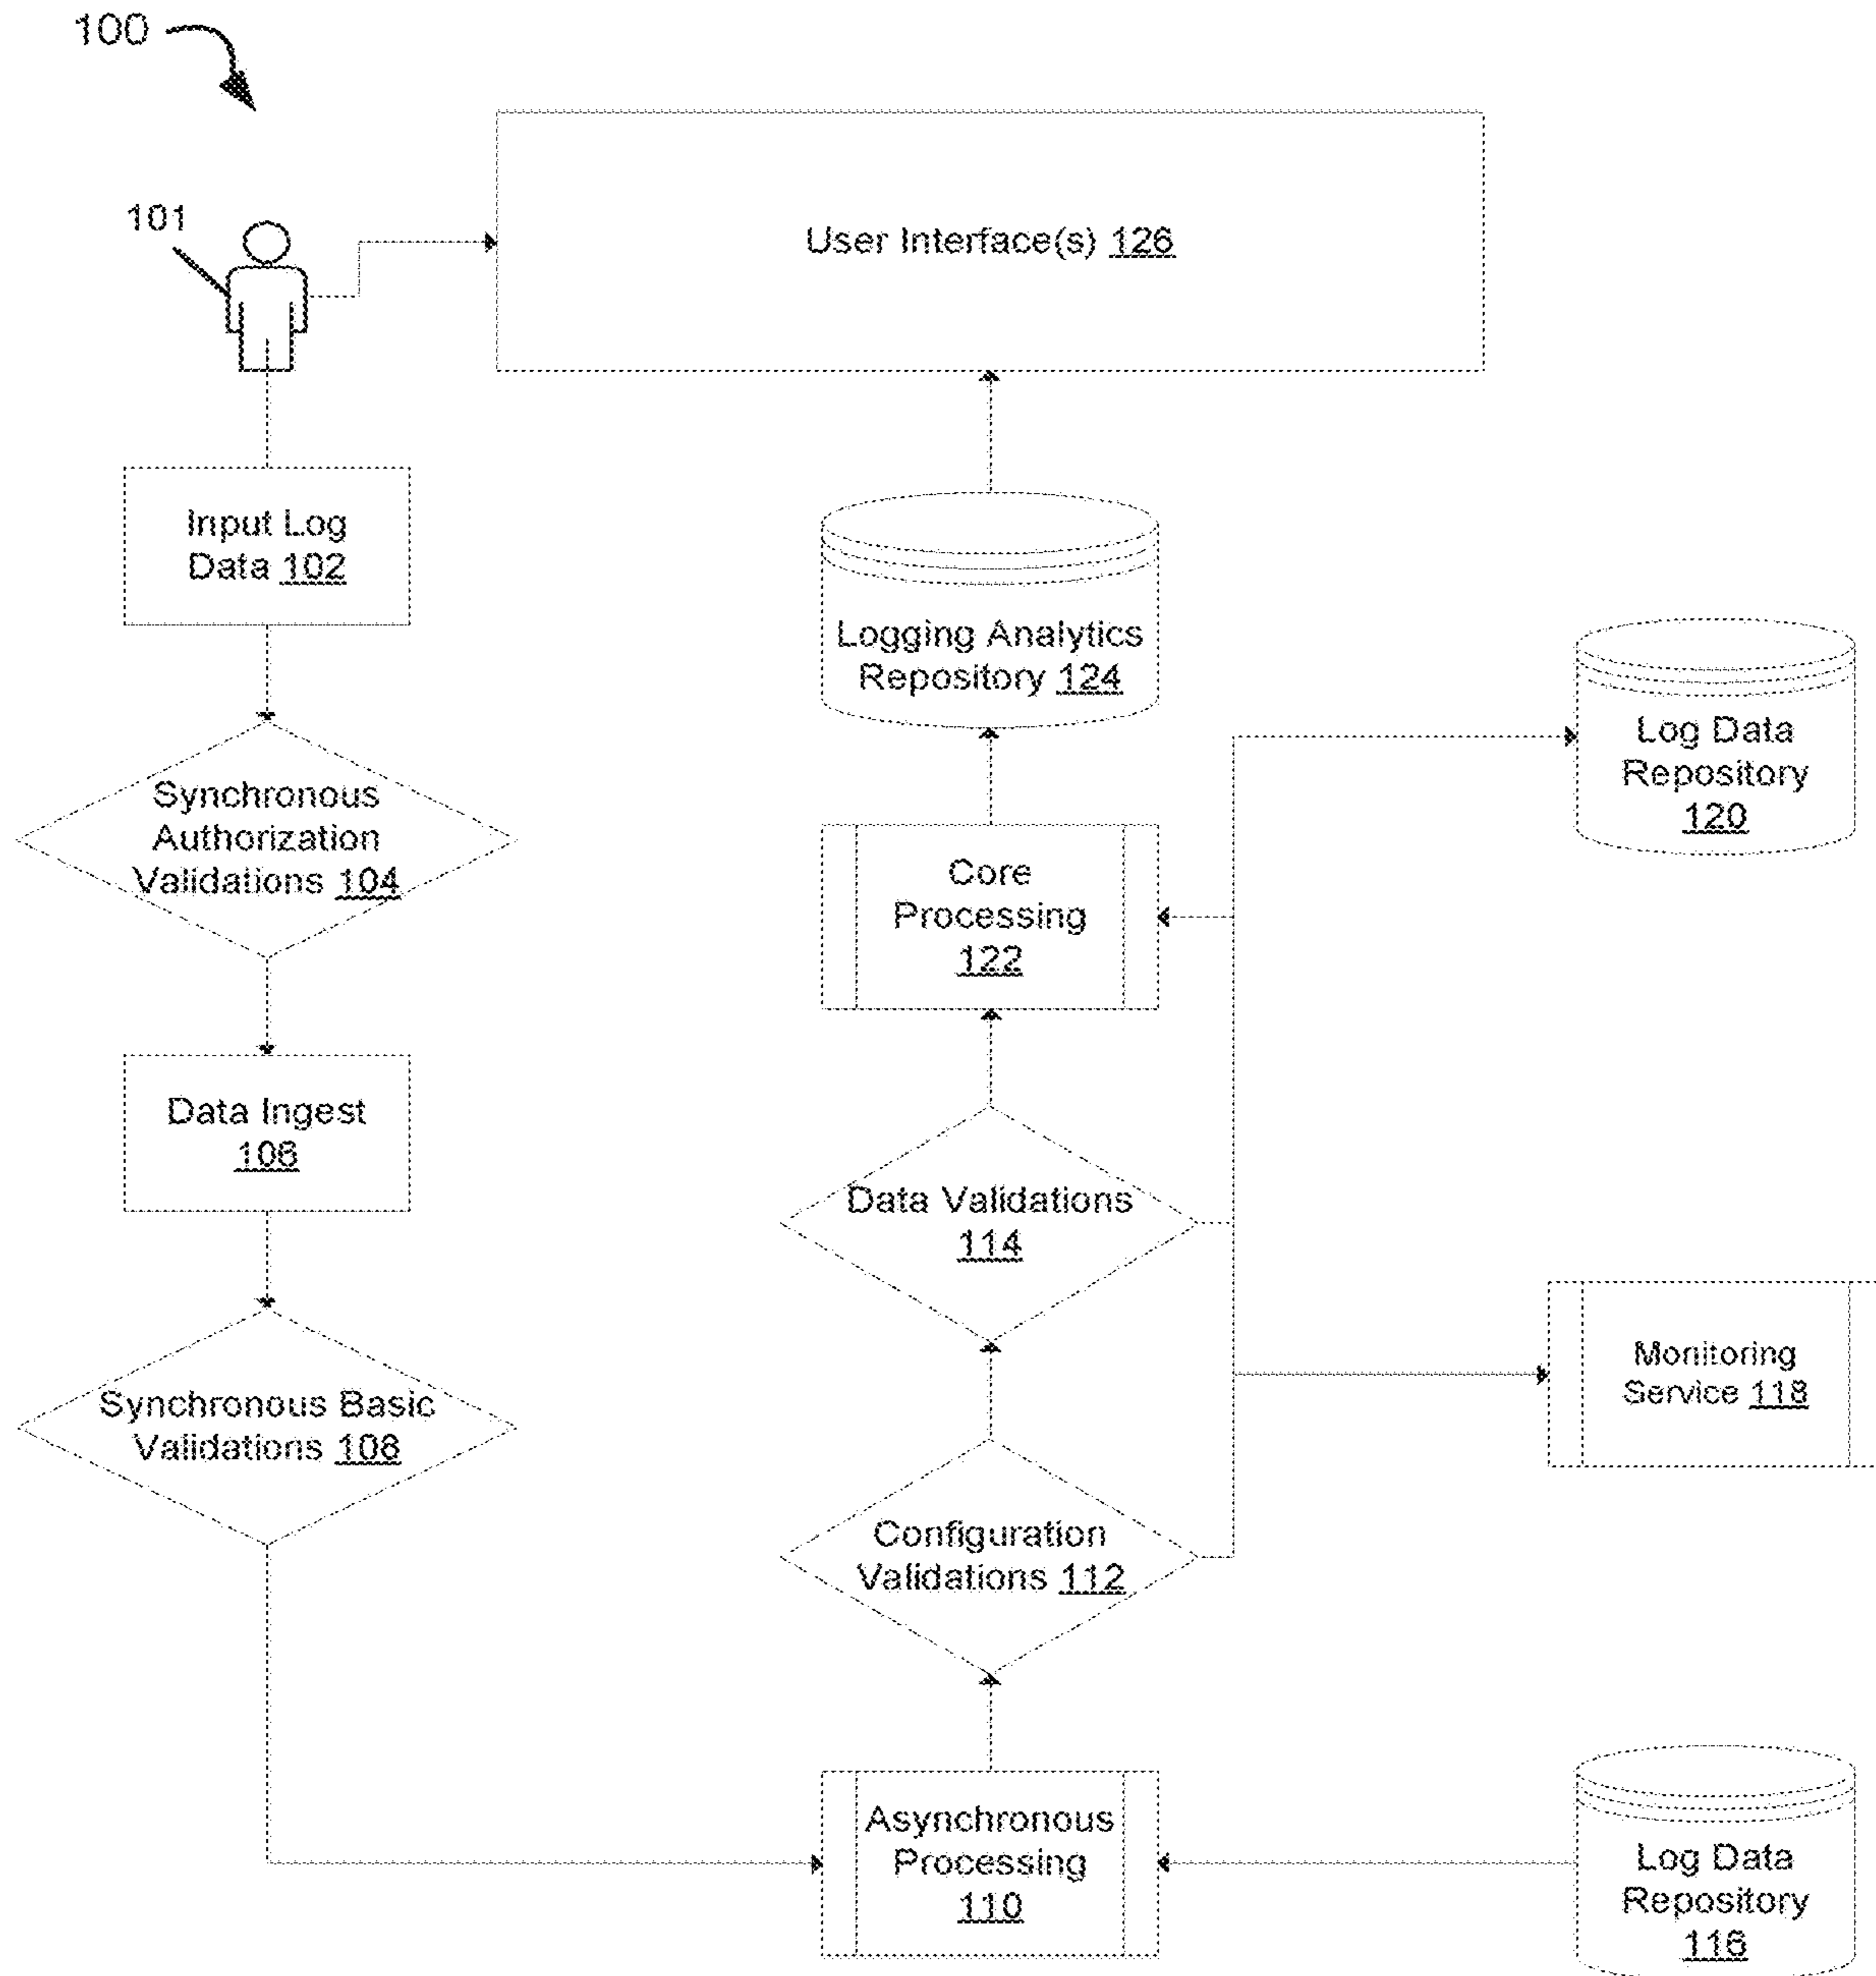 100
101
User Interface(s) 126
Input Log
Data 102
Logging Analytics
Repository 124
Log Data
Repository
120
Synchronous
Authorization
Validations 104
Core
Processing
122
Data Ingest
106
Data Validations
114
Monitoring
Service 118
Synchronous Basic
Validations 108
Configuration
Validations 112
Asynchronous
Processing
110
Log Data
Repository
116